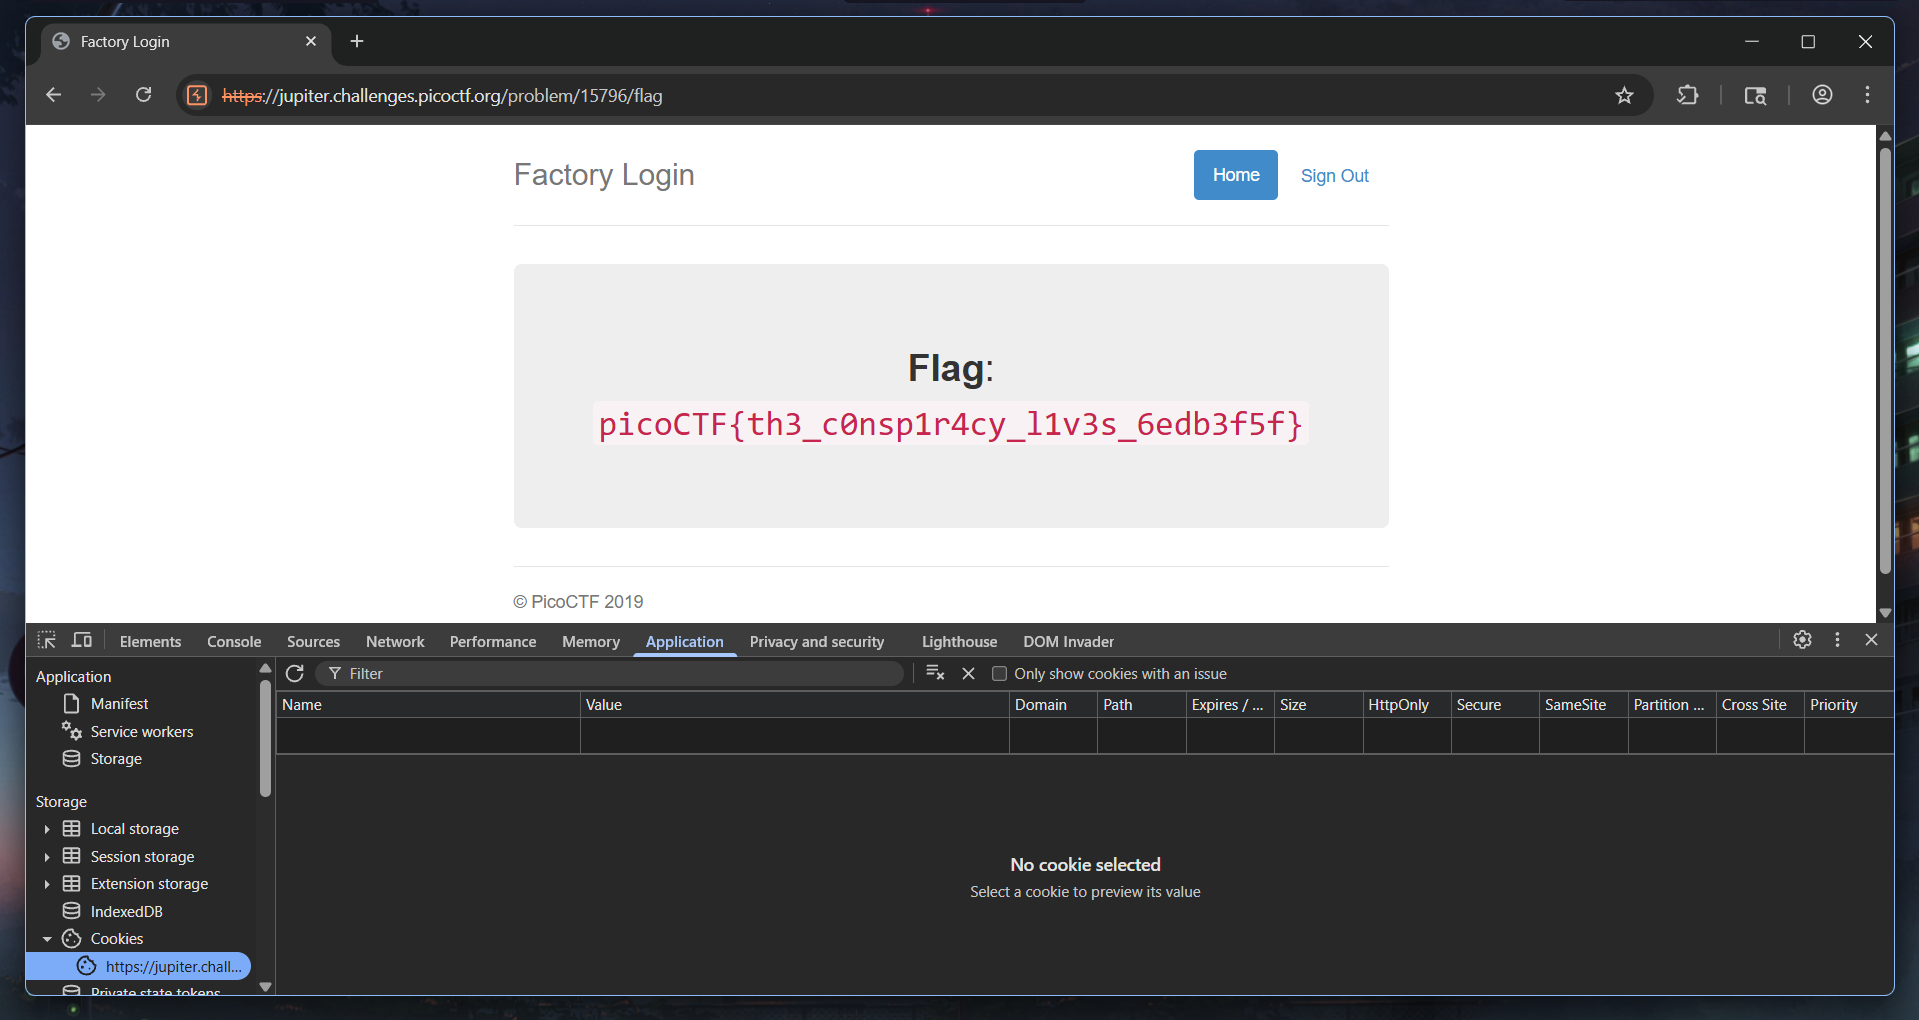 Factory Login
https://jupiter.challenges.picoctf.org/problem/15796/flag
Factory Login
Home
Sign Out
Flag:
picoCTF{th3_c0nsp1r4cy_l1v3s_6edb3f5f}
© PicoCTF 2019
Elements Console Sources Network Performance Memory Application Privacy and security Lighthouse DOM Invader
Application
Manifest
Service workers
Storage
Storage
Local storage
Session storage
Extension storage
IndexedDB
Cookies
https://jupiter.chall...
Private state tokens
Filter
Only show cookies with an issue
Name Value Domain Path Expires / ... Size HttpOnly Secure SameSite Partition ... Cross Site Priority
No cookie selected
Select a cookie to preview its value